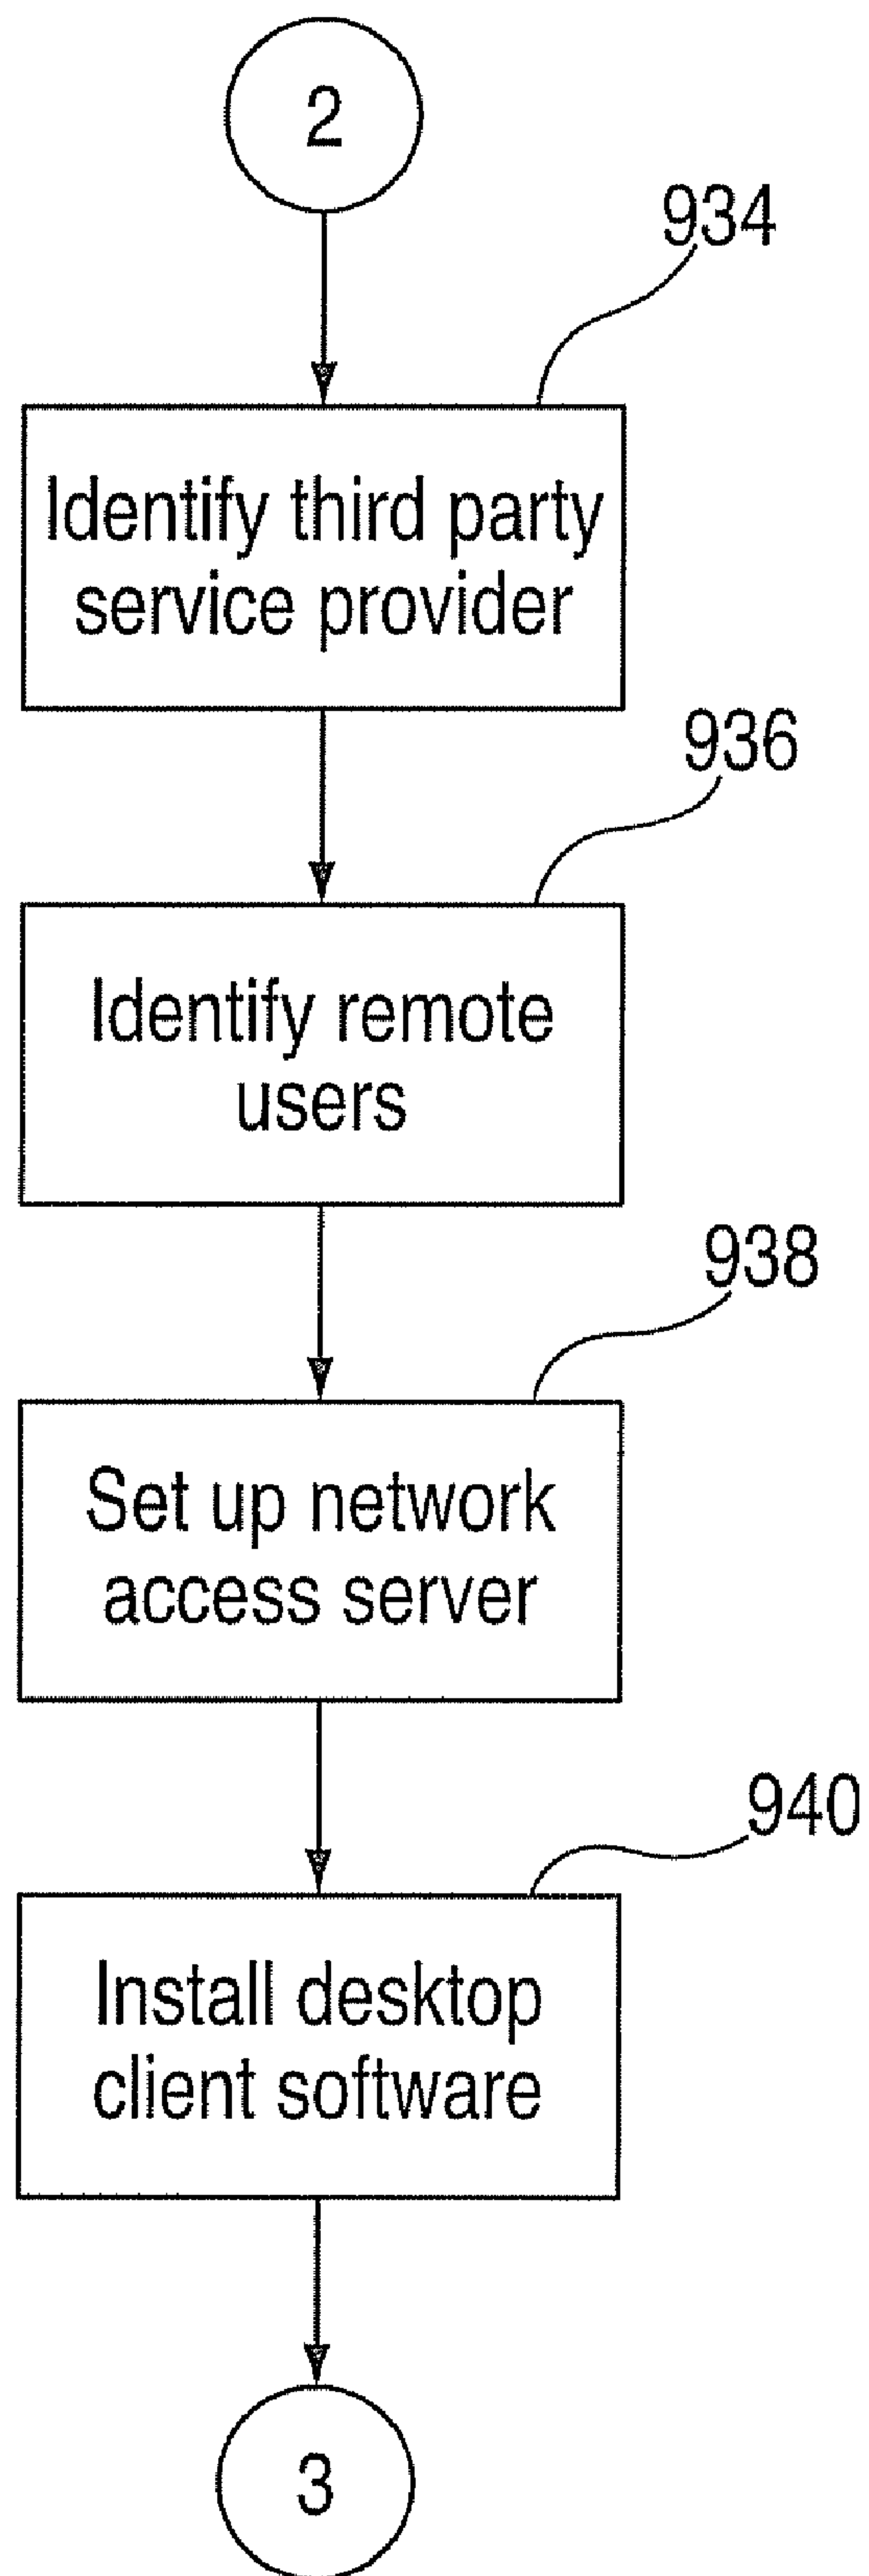 2
934
Identify third party
service provider
936
Identify remote
users
938
Set up network
access server
940
Install desktop
client software
3